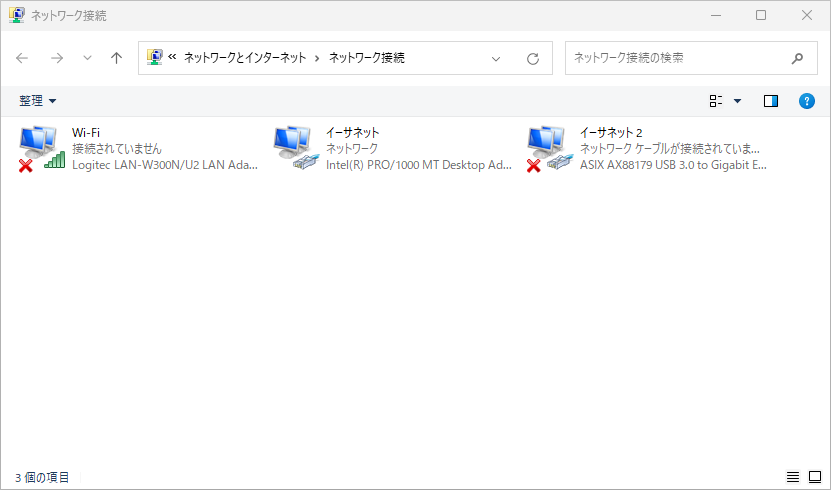 ネットワーク接続
« ネットワークとインターネット › ネットワーク接続
ネットワーク接続の検索
整理
Wi-Fi
接続されていません
Logitec LAN-W300N/U2 LAN Ada...
イーサネット
ネットワーク
Intel(R) PRO/1000 MT Desktop Ad...
イーサネット 2
ネットワーク ケーブルが接続されていま...
ASIX AX88179 USB 3.0 to Gigabit E...
3 個の項目